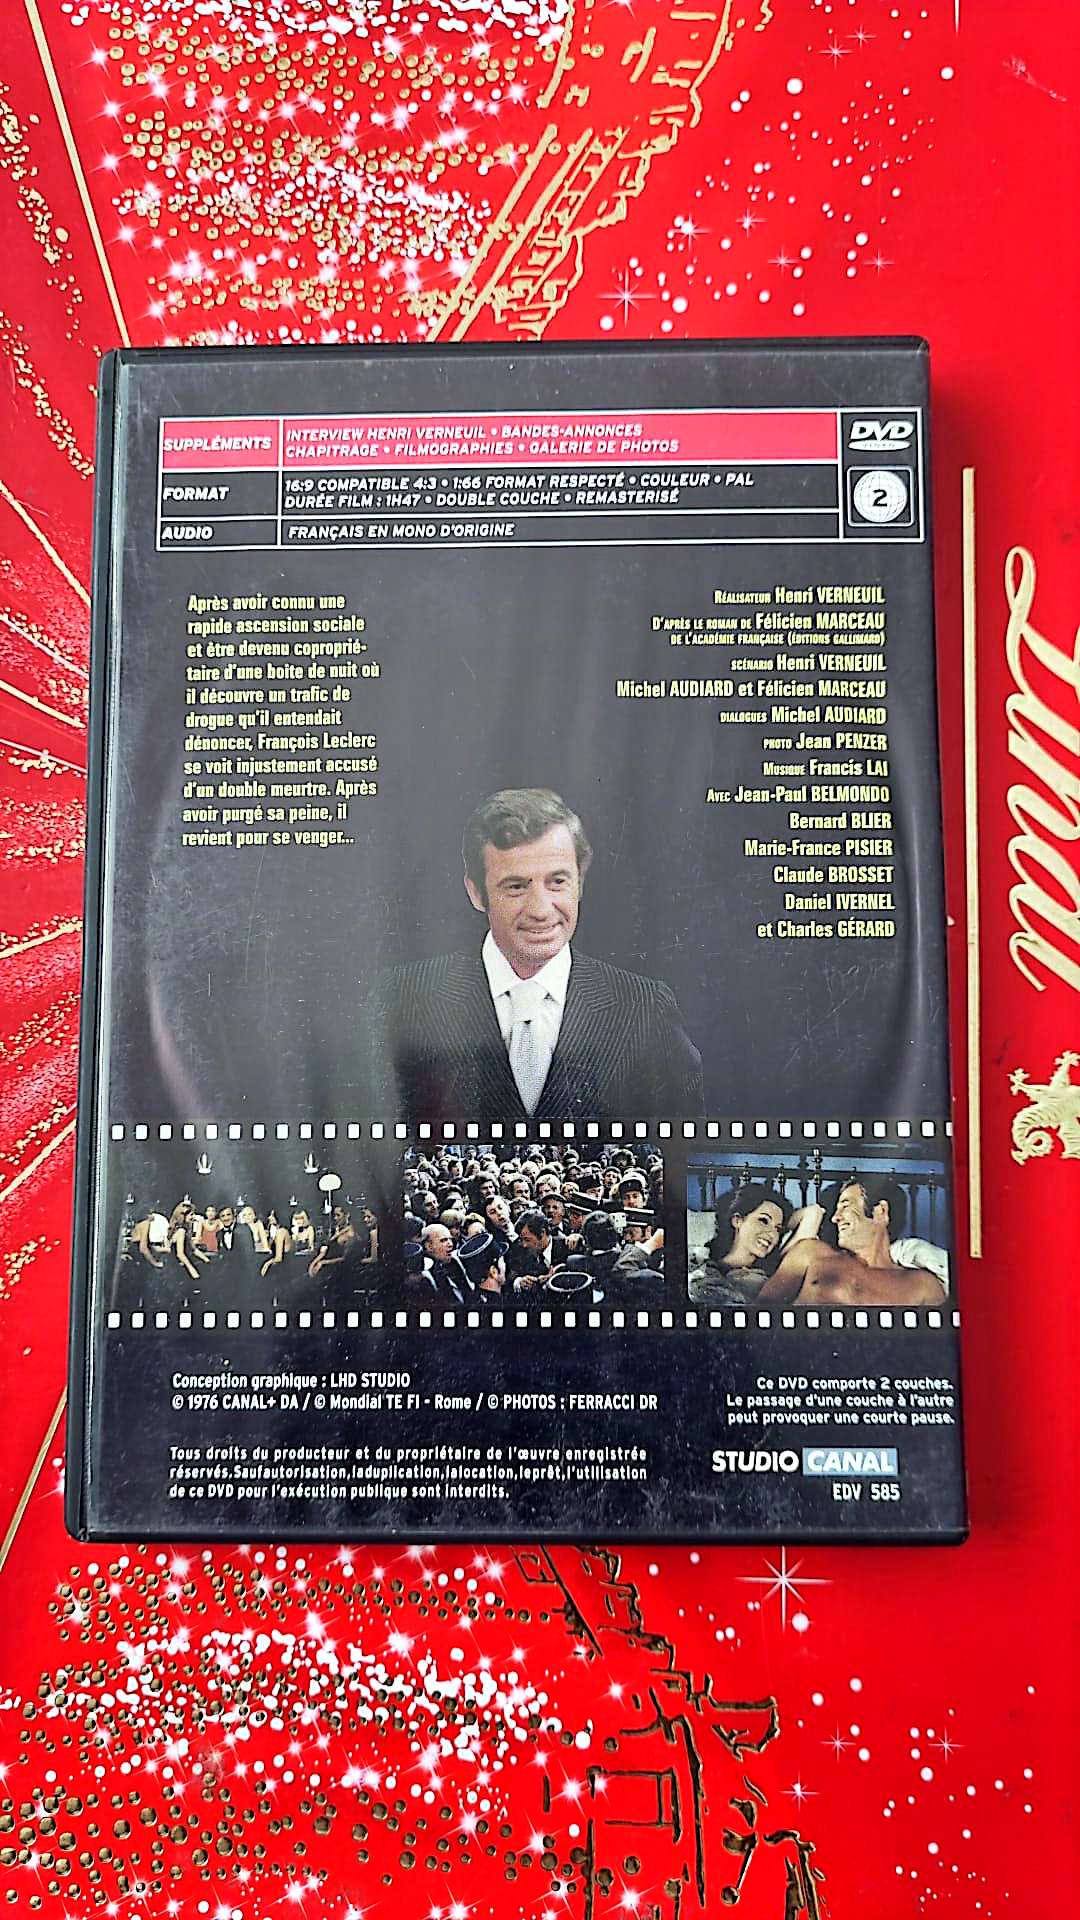 SUPPLÉMENTS
INTERVIEW HENRI VERNEUIL • BANDES-ANNONCES
CHAPITRAGE • FILMOGRAPHIES • GALERIE DE PHOTOS
FORMAT
16:9 COMPATIBLE 4:3 • 1:66 FORMAT RESPECTÉ • COULEUR • PAL
DURÉE FILM : 1H47 • DOUBLE COUCHE • REMASTERISÉ
AUDIO
FRANÇAIS EN MONO D'ORIGINE
DVD
2
Après avoir connu une
rapide ascension sociale
et être devenu coproprié-
taire d'une boite de nuit où
il découvre un trafic de
drogue qu'il entendait
dénoncer, François Leclerc
se voit injustement accusé
d'un double meurtre. Après
avoir purgé sa peine, il
revient pour se venger...
RÉALISATEUR Henri VERNEUIL
D'APRÈS LE ROMAN DE Félicien MARCEAU
DE L'ACADÉMIE FRANÇAISE (ÉDITIONS GALLIMARD)
SCÉNARIO Henri VERNEUIL
Michel AUDIARD et Félicien MARCEAU
DIALOGUES Michel AUDIARD
PHOTO Jean PENZER
MUSIQUE Francis LAI
AVEC Jean-Paul BELMONDO
Bernard BLIER
Marie-France PISIER
Claude BROSSET
Daniel IVERNEL
et Charles GÉRARD
Conception graphique : LHD STUDIO
© 1976 CANAL+ DA / © Mondial TE FI - Rome / © PHOTOS : FERRACCI DR
Ce DVD comporte 2 couches.
Le passage d'une couche à l'autre
peut provoquer une courte pause.
Tous droits du producteur et du propriétaire de l'œuvre enregistrée
réservés.Saufautorisation,laduplication,lalocation,leprêt,l'utilisation
de ce DVD pour l'exécution publique sont interdits.
STUDIO CANAL
EDV 585